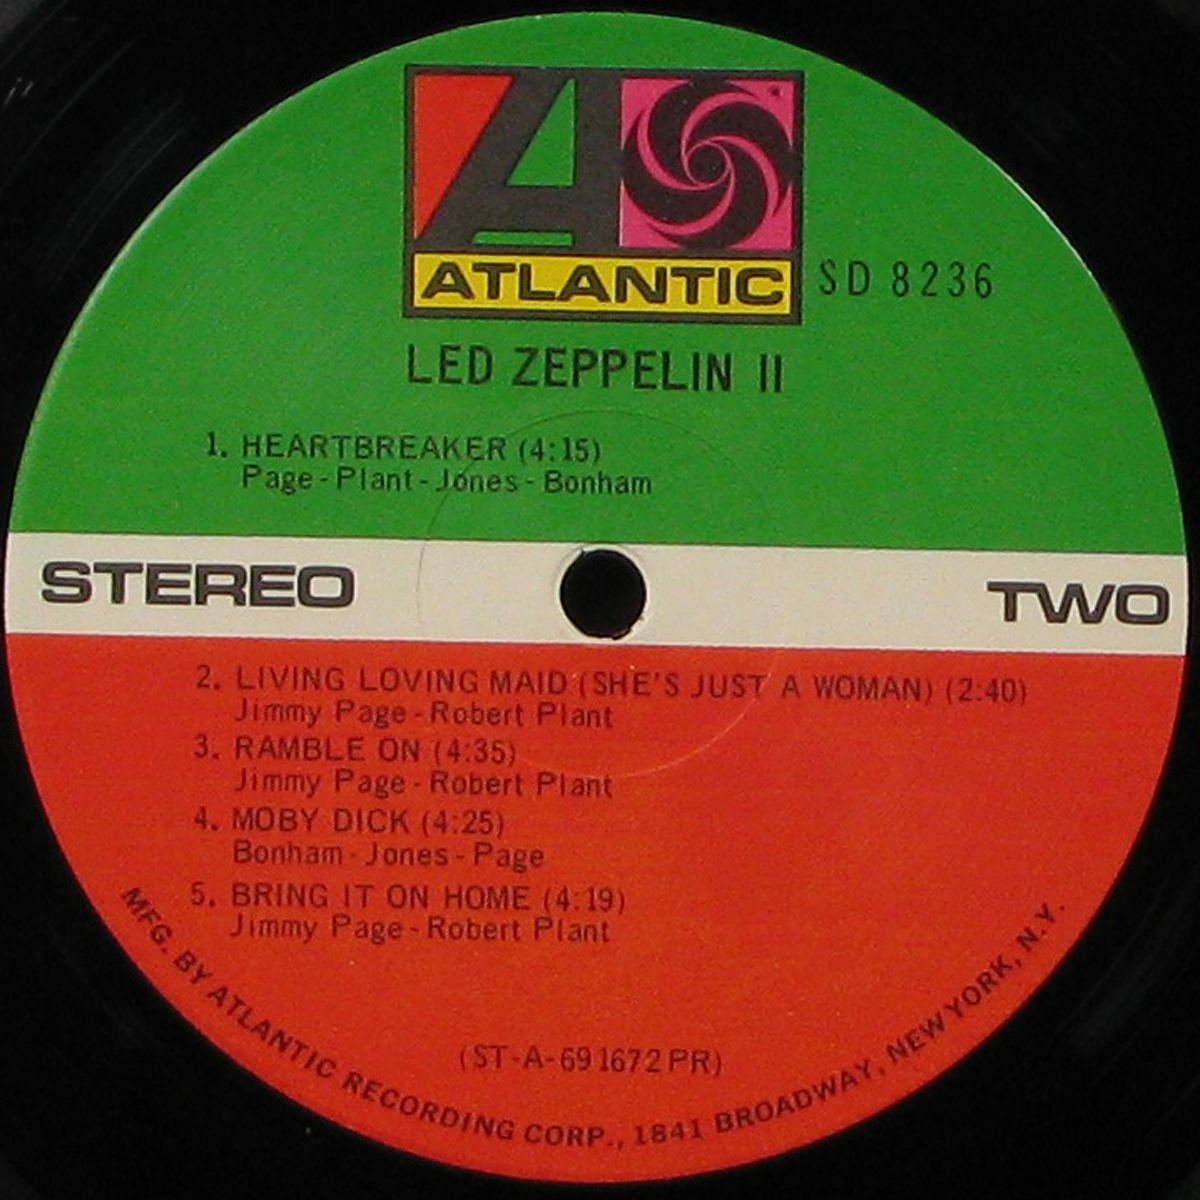 ATLANTIC
SD 8236
LED ZEPPELIN II
1. HEARTBREAKER (4:15)
Page - Plant - Jones - Bonham
STEREO
TWO
2. LIVING LOVING MAID (SHE'S JUST A WOMAN) (2:40)
Jimmy Page - Robert Plant
3. RAMBLE ON (4:35)
Jimmy Page - Robert Plant
4. MOBY DICK (4:25)
Bonham - Jones - Page
5. BRING IT ON HOME (4:19)
Jimmy Page - Robert Plant
(ST-A-691672 PR)
MFG. BY ATLANTIC RECORDING CORP., 1841 BROADWAY, NEW YORK, N.Y.